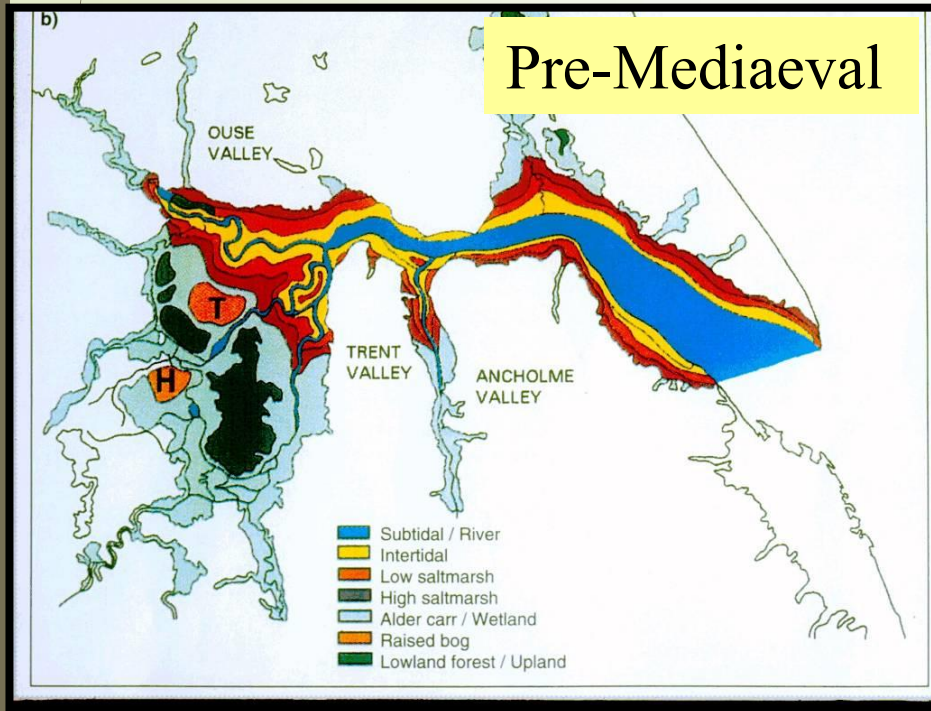 b)
Pre-Mediaeval
OUSE
VALLEY
T
H
TRENT
VALLEY
ANCHOLME
VALLEY
Subtidal / River
Intertidal
Low saltmarsh
High saltmarsh
Alder carr / Wetland
Raised bog
Lowland forest / Upland